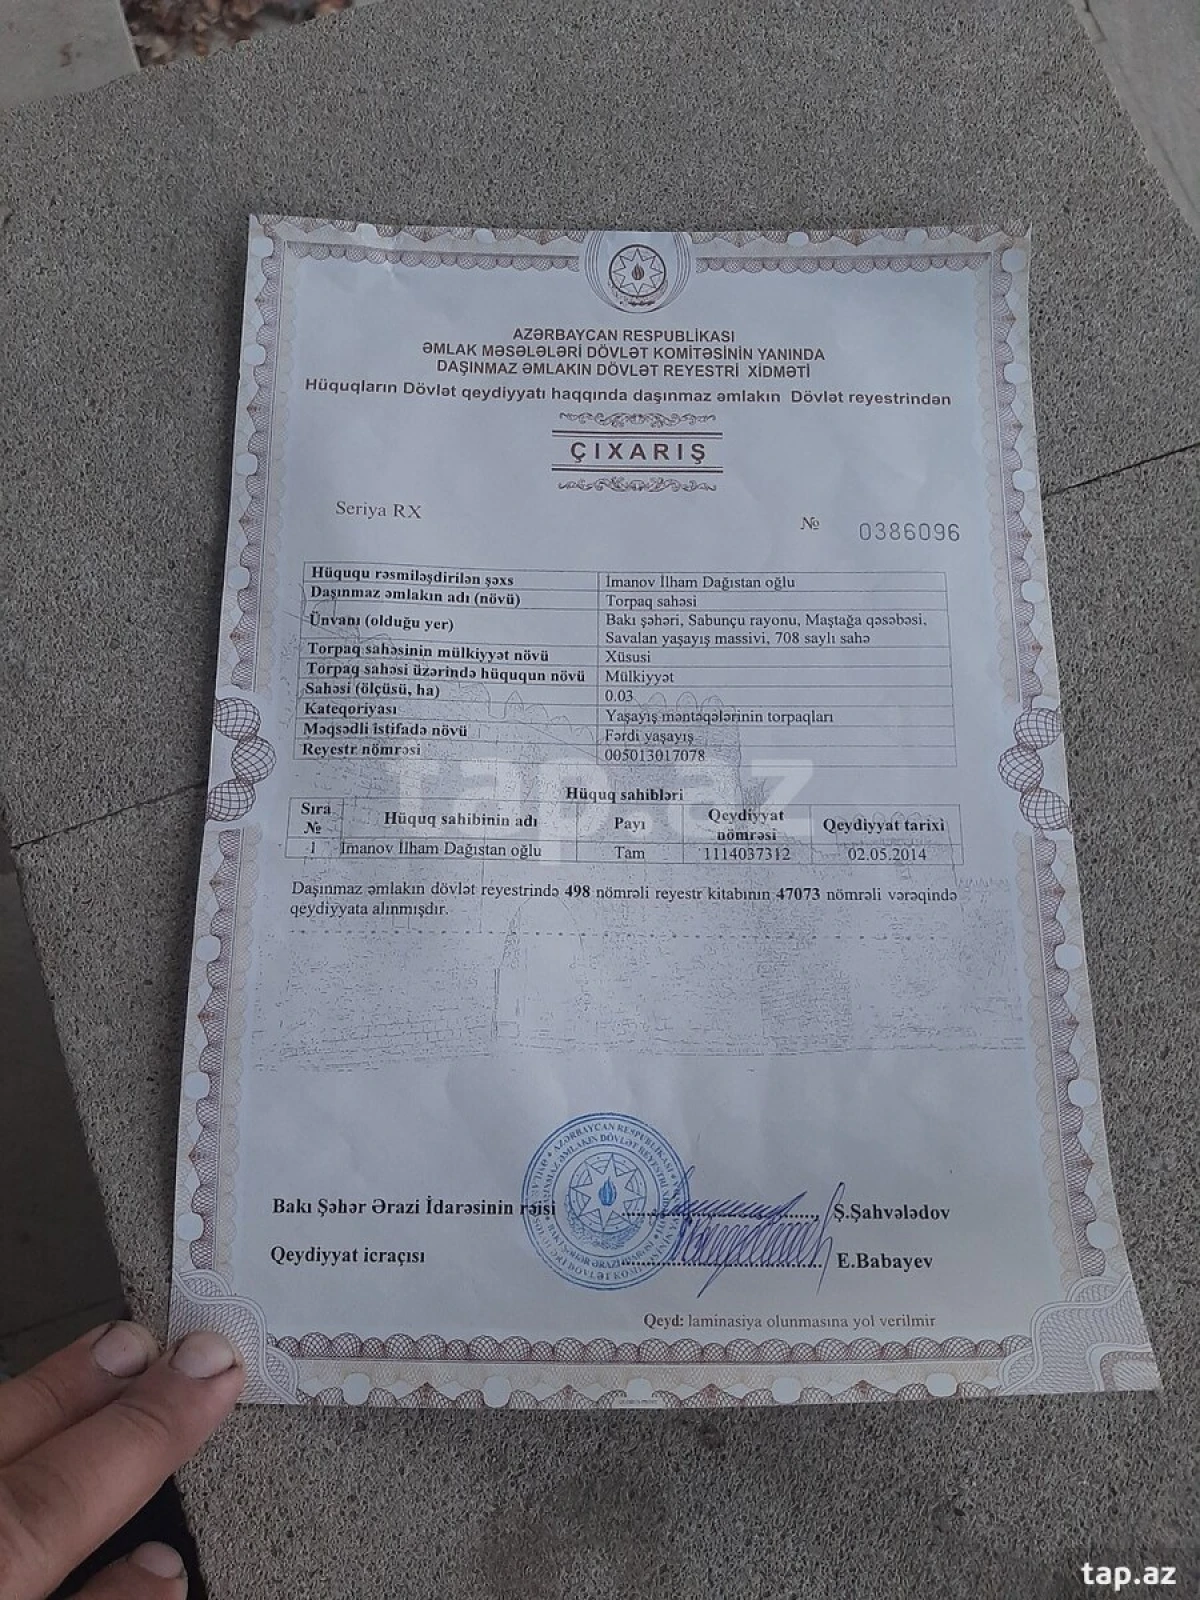 AZƏRBAYCAN RESPUBLİKASI
ƏMLAK MƏSƏLƏLƏRİ DÖVLƏT KOMİTƏSİNİN YANINDA
DAŞINMAZ ƏMLAKIN DÖVLƏT REYESTRİ XİDMƏTİ
Hüquqların Dövlət qeydiyyatı haqqında daşınmaz əmlakın Dövlət reyestrindən
ÇIXARIŞ
Seriya RX
№ 0386096
Hüququ rəsmiləşdirilən şəxs İmanov İlham Dağıstan oğlu
Daşınmaz əmlakın adı (növü) Torpaq sahəsi
Ünvanı (olduğu yer) Bakı şəhəri, Sabunçu rayonu, Maştağa qəsəbəsi,
Savalan yaşayış massivi, 708 saylı sahə
Torpaq sahəsinin mülkiyyət növü Xüsusi
Torpaq sahəsi üzərində hüququn növü Mülkiyyət
Sahəsi (ölçüsü, ha) 0.03
Kateqoriyası Yaşayış məntəqələrinin torpaqları
Məqsədli istifadə növü Fərdi yaşayış
Reyestr nömrəsi 005013017078
tap.az
Hüquq sahibləri
Sıra № Hüquq sahibinin adı Payı Qeydiyyat nömrəsi Qeydiyyat tarixi
1 İmanov İlham Dağıstan oğlu Tam 1114037312 02.05.2014
Daşınmaz əmlakın dövlət reyestrində 498 nömrəli reyestr kitabının 47073 nömrəli vərəqində
qeydiyyata alınmışdır.
Bakı Şəhər Ərazi İdarəsinin rəisi Ş.Şahvələdov
Qeydiyyat icraçısı E.Babayev
Qeyd: laminasiya olunmasına yol verilmir
tap.az